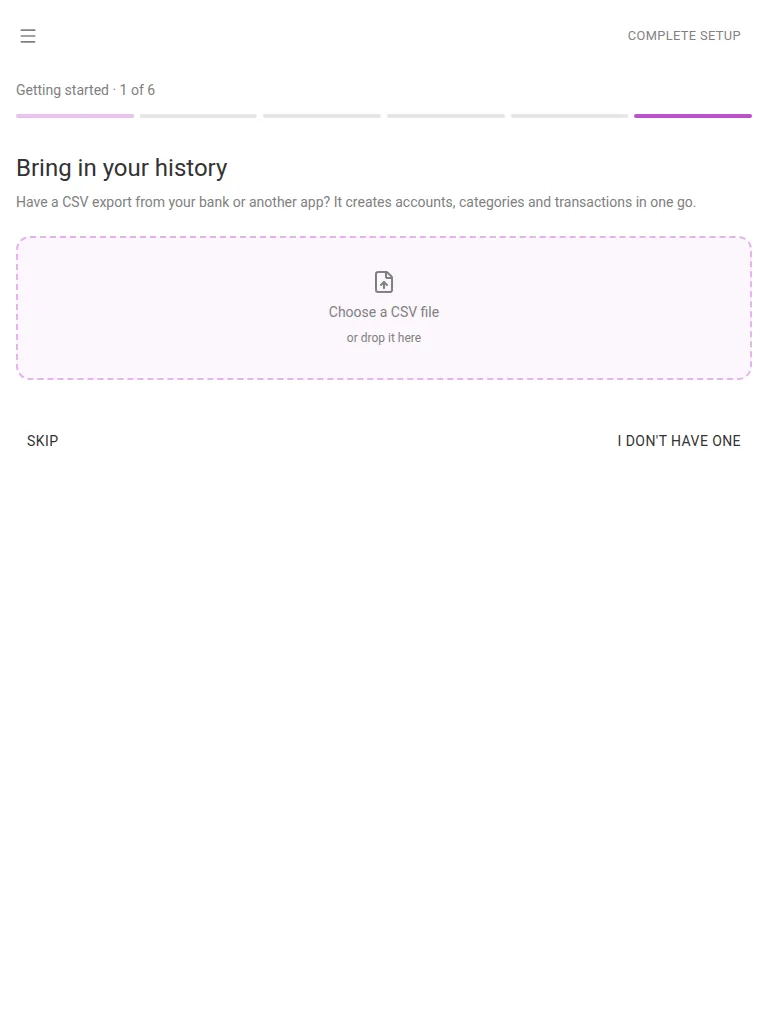 COMPLETE SETUP
Getting started · 1 of 6
Bring in your history
Have a CSV export from your bank or another app? It creates accounts, categories and transactions in one go.
Choose a CSV file
or drop it here
SKIP
I DON'T HAVE ONE